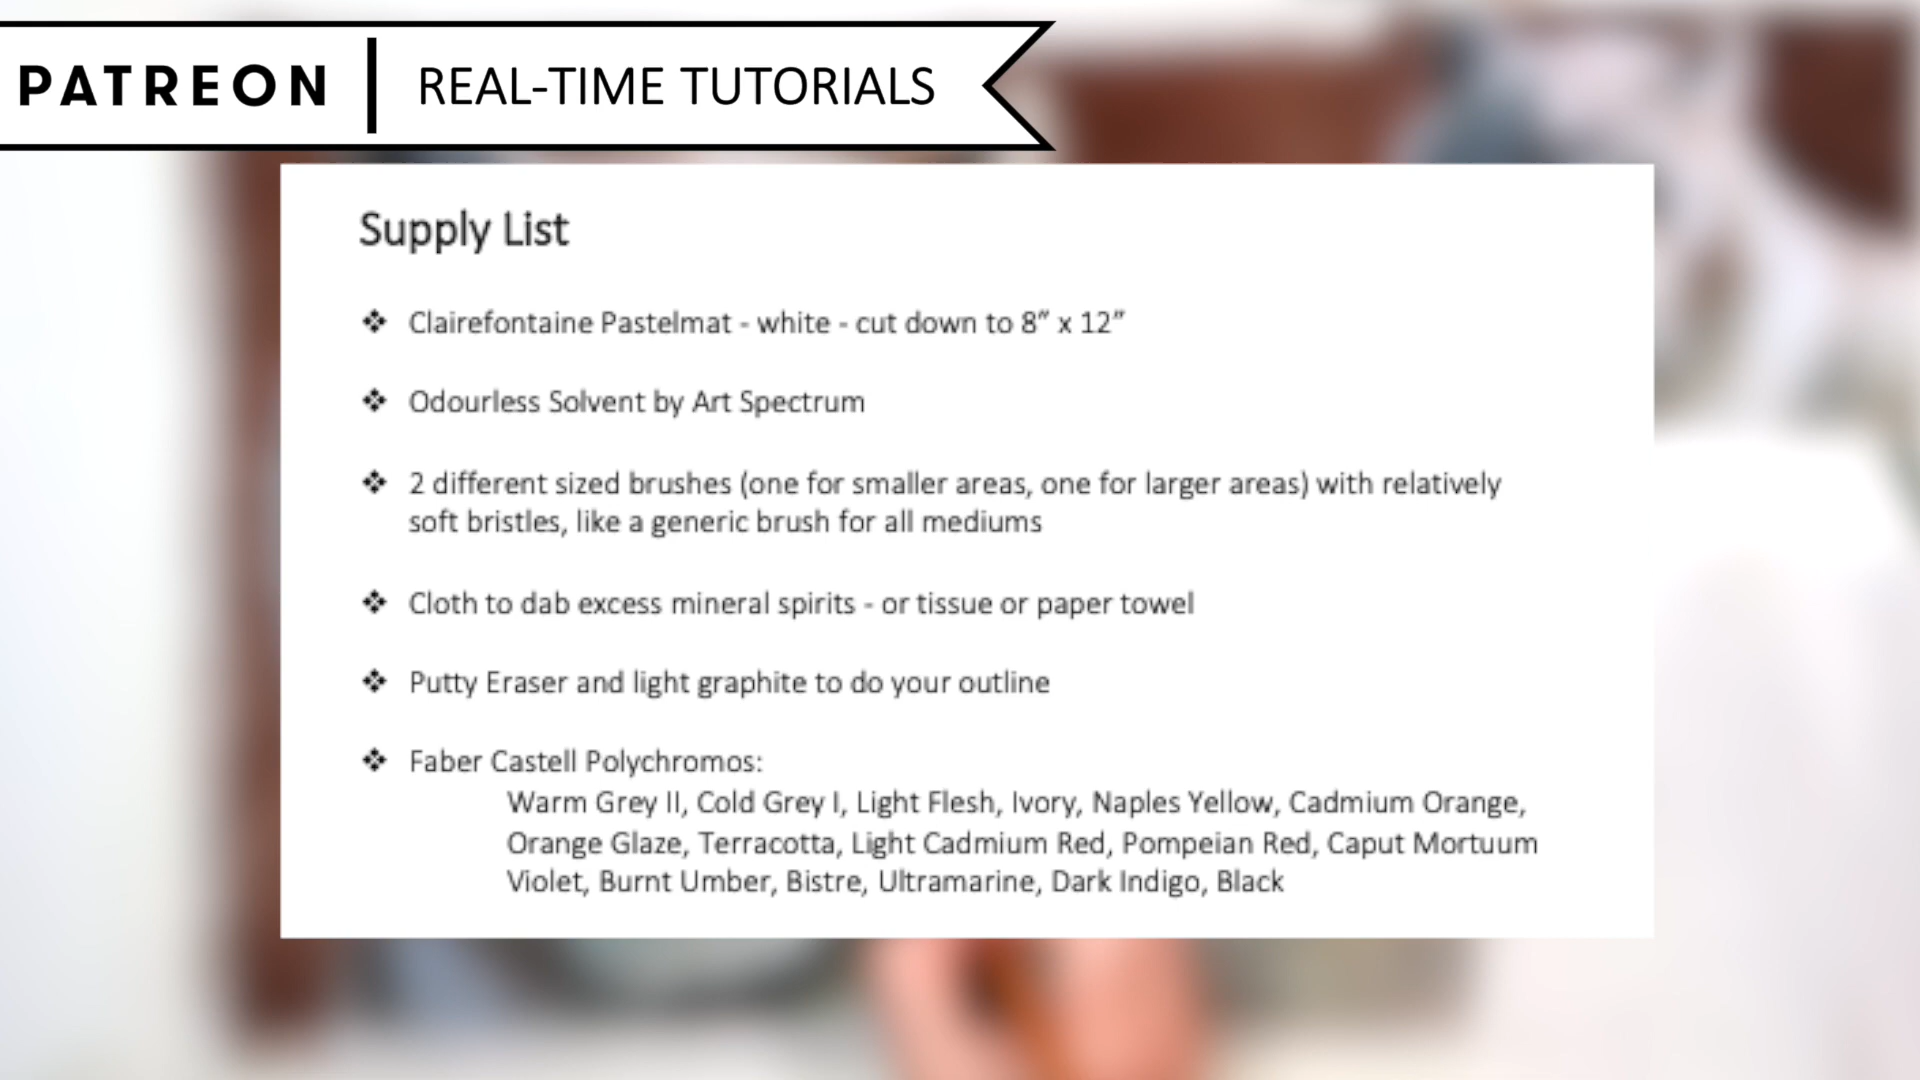 PATREON | REAL-TIME TUTORIALS
Supply List
❖ Clairefontaine Pastelmat - white - cut down to 8” x 12”
❖ Odourless Solvent by Art Spectrum
❖ 2 different sized brushes (one for smaller areas, one for larger areas) with relatively
soft bristles, like a generic brush for all mediums
❖ Cloth to dab excess mineral spirits - or tissue or paper towel
❖ Putty Eraser and light graphite to do your outline
❖ Faber Castell Polychromos:
Warm Grey II, Cold Grey I, Light Flesh, Ivory, Naples Yellow, Cadmium Orange,
Orange Glaze, Terracotta, Light Cadmium Red, Pompeian Red, Caput Mortuum
Violet, Burnt Umber, Bistre, Ultramarine, Dark Indigo, Black